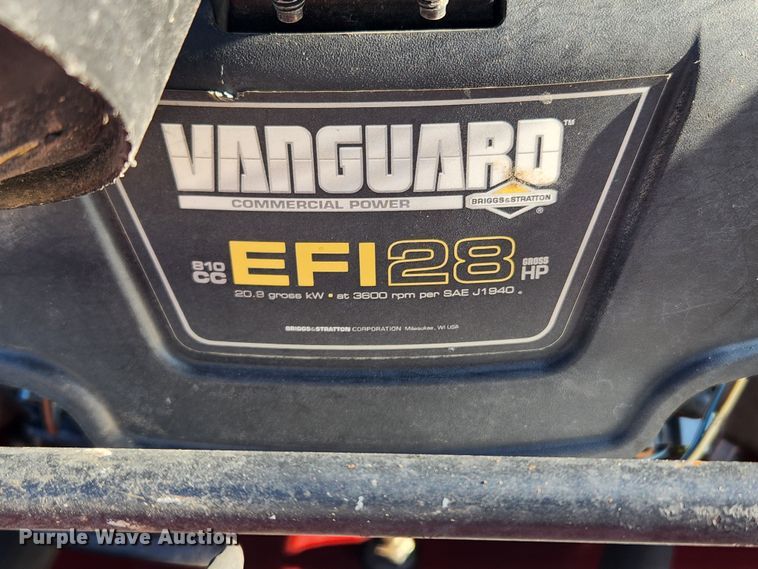 VANGUARD™
COMMERCIAL POWER
BRIGGS&STRATTON
®
810 CC EFI 28 GROSS HP
20.9 gross kW • at 3600 rpm per SAE J1940
BRIGGS&STRATTON CORPORATION Milwaukee, WI USA
Purple Wave Auction